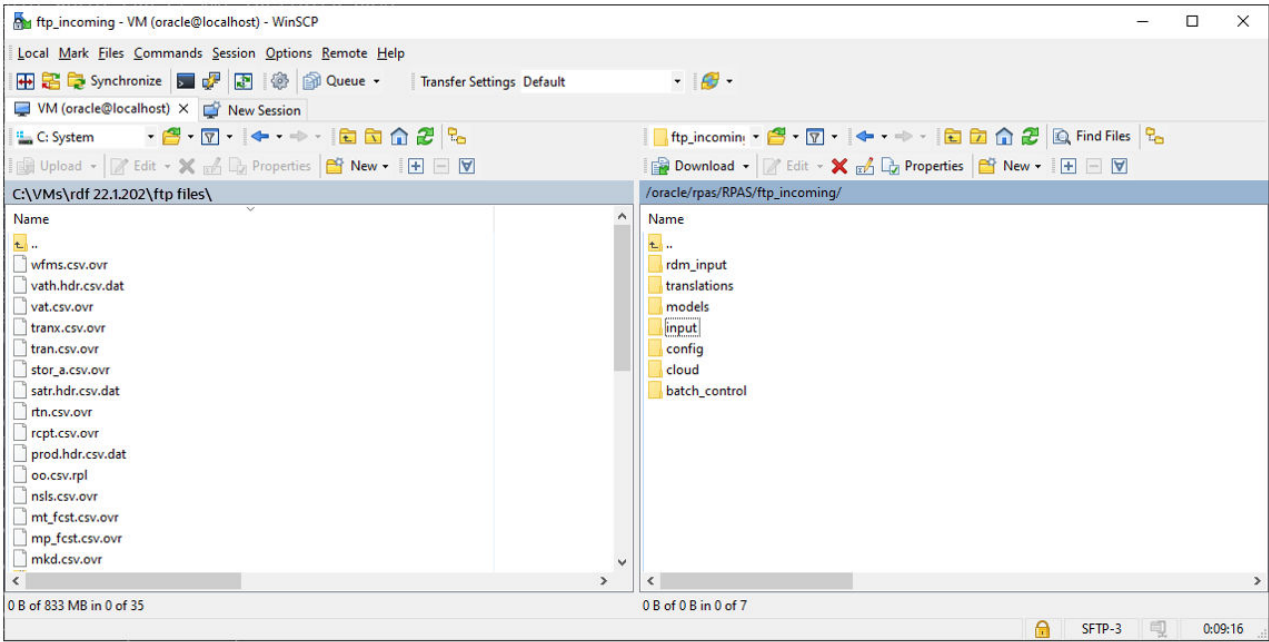 ftp_incoming - VM (oracle@localhost) - WinSCP
Local Mark Files Commands Session Options Remote Help
Synchronize Queue Transfer Settings Default
VM (oracle@localhost) New Session
C: System ftp_incomin Find Files
Upload Edit Properties New Download Edit Properties New
C:\VMs\rdf 22.1.202\ftp files\ /oracle/rpas/RPAS/ftp_incoming/
Name Name
.. ..
wfms.csv.ovr rdm_input
vath.hdr.csv.dat translations
vat.csv.ovr models
tranx.csv.ovr input
tran.csv.ovr config
stor_a.csv.ovr cloud
satr.hdr.csv.dat batch_control
rtn.csv.ovr
rcpt.csv.ovr
prod.hdr.csv.dat
oo.csv.rpl
nsls.csv.ovr
mt_fcst.csv.ovr
mp_fcst.csv.ovr
mkd.csv.ovr
0 B of 833 MB in 0 of 35 0 B of 0 B in 0 of 7
SFTP-3 0:09:16